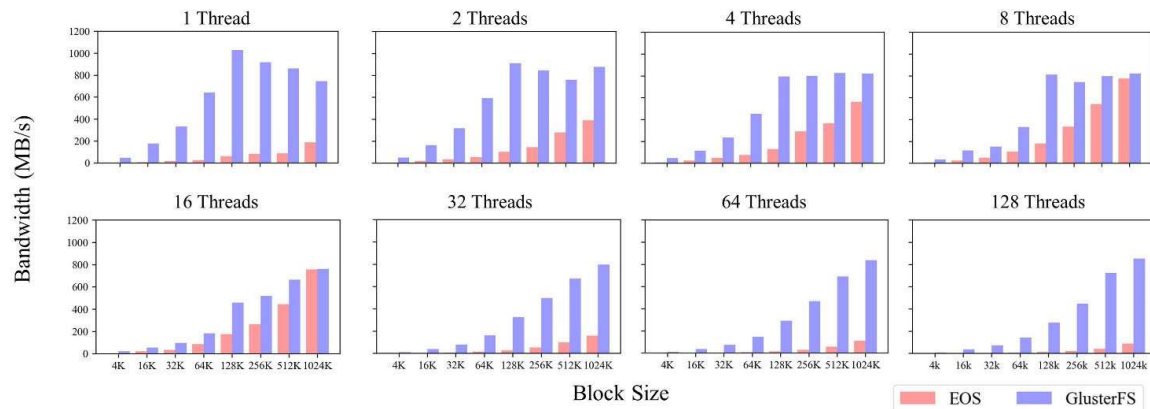 1 Thread 2 Threads 4 Threads 8 Threads
1200
1000
800
600
400
200
0
16 Threads 32 Threads 64 Threads 128 Threads
1200
1000
800
600
400
200
0
4K 16K 32K 64K 128K 256K 512K 1024K 4K 16K 32K 64K 128K 256K 512K 1024K 4K 16K 32K 64K 128K 256K 512K 1024K 4K 16K 32K 64K 128K 256K 512K 1024K
Bandwidth (MB/s)
Block Size
EOS GlusterFS